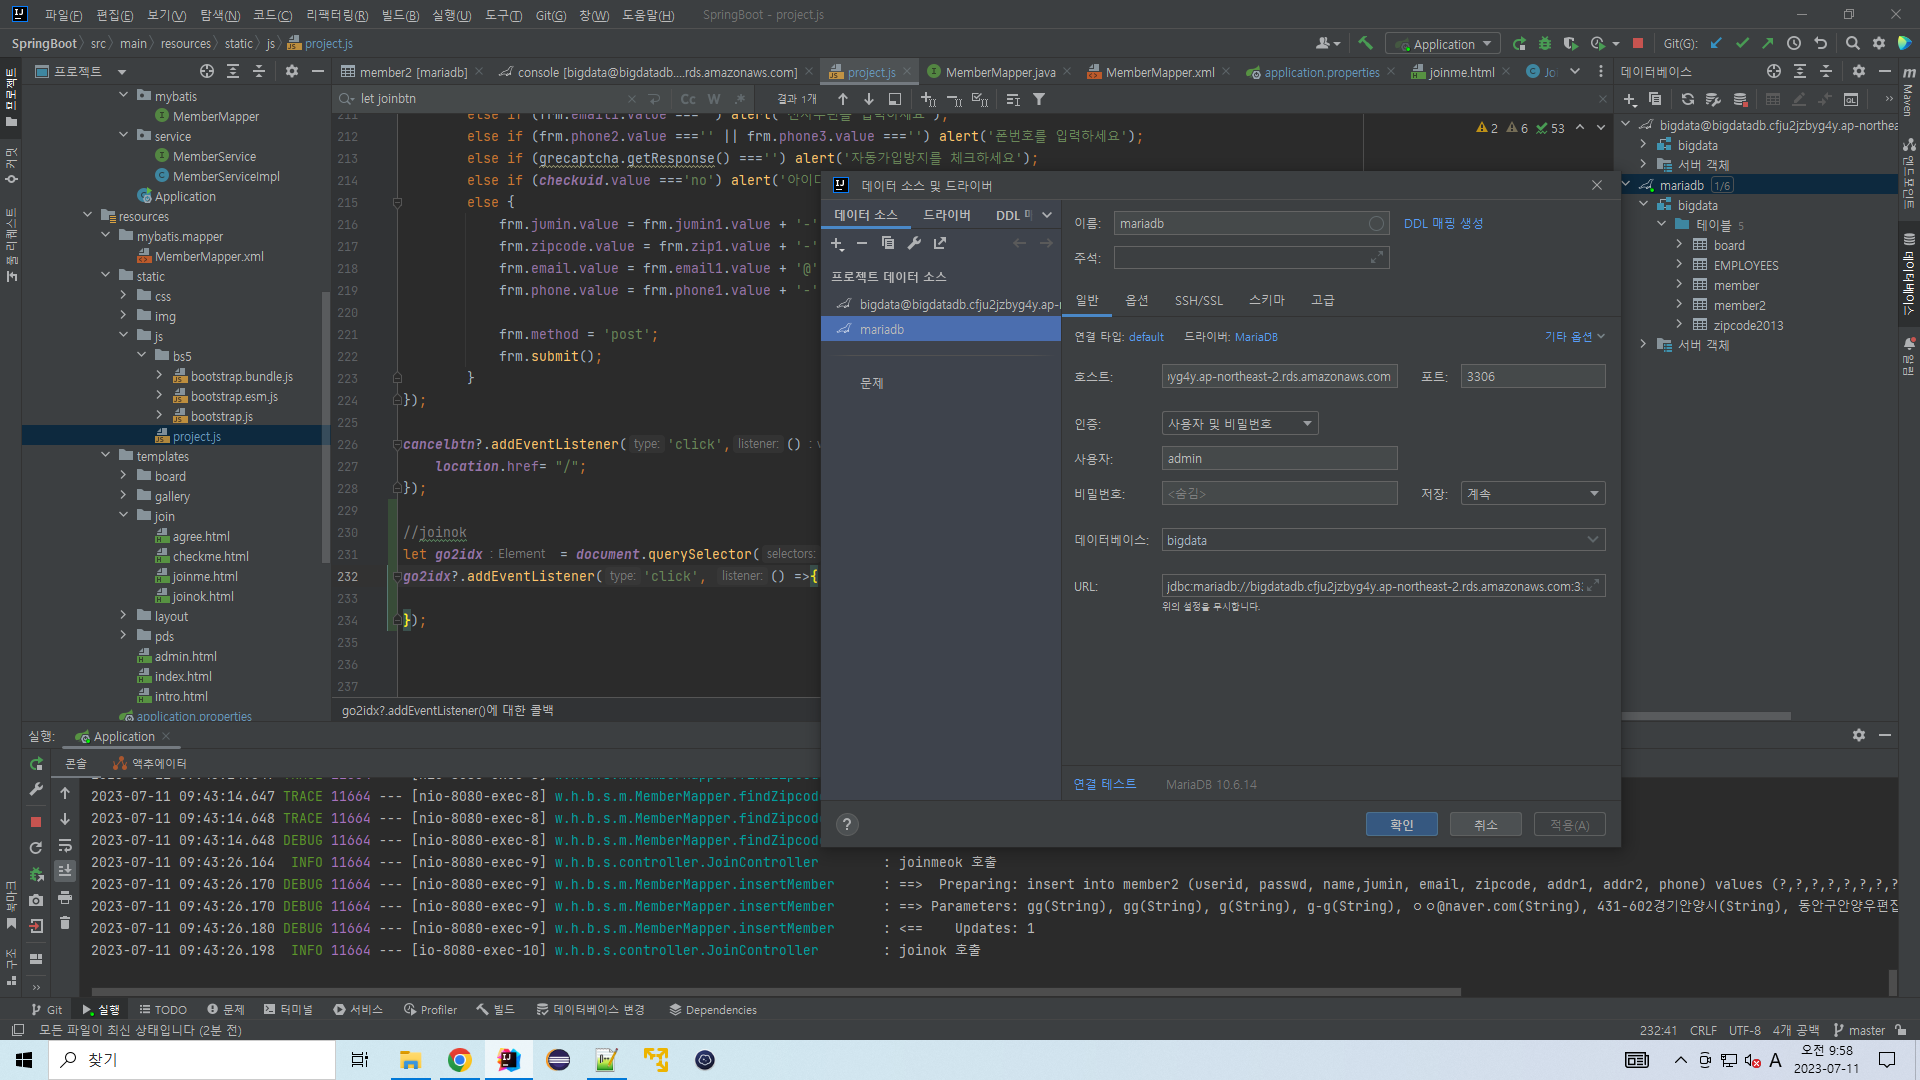 파일(F) 편집(E) 보기(V) 탐색(N) 코드(C) 리팩터링(R) 빌드(B) 실행(U) 도구(T) Git(G) 창(W) 도움말(H) SpringBoot - project.js
SpringBoot src main resources static js project.js
Application Git(G):
프로젝트
member2 [mariadb] console [bigdata@bigdatadb....rds.amazonaws.com] project.js MemberMapper.java MemberMapper.xml application.properties joinme.html
데이터베이스
let joinbtn Cc W .* 결과 1개
mybatis
MemberMapper
service
MemberService
MemberServiceImpl
Application
resources
mybatis.mapper
MemberMapper.xml
static
css
img
js
bs5
bootstrap.bundle.js
bootstrap.esm.js
bootstrap.js
project.js
templates
board
gallery
join
agree.html
checkme.html
joinme.html
joinok.html
layout
pds
admin.html
index.html
intro.html
application.properties
2 6 53
212 else if (frm.phone2.value ==='' || frm.phone3.value ==='') alert('폰번호를 입력하세요');
213 else if (grecaptcha.getResponse() ==='') alert('자동가입방지를 체크하세요');
214 else if (checkuid.value ==='no') alert('아이디
215 else {
216 frm.jumin.value = frm.jumin1.value + '-'
217 frm.zipcode.value = frm.zip1.value + '-'
218 frm.email.value = frm.email1.value + '@'
219 frm.phone.value = frm.phone1.value + '-'
220
221 frm.method = 'post';
222 frm.submit();
223 }
224 });
225
226 cancelbtn?.addEventListener( type: 'click', listener: ()
227 location.href= "/";
228 });
229
230 //joinok
231 let go2idx : Element = document.querySelector( selectors:
232 go2idx?.addEventListener( type: 'click', listener: () =>{
233
234 });
235
236
237
go2idx?.addEventListener()에 대한 콜백
데이터 소스 및 드라이버
데이터 소스 드라이버 DDL
프로젝트 데이터 소스
bigdata@bigdatadb.cfju2jzbyg4y.ap-
mariadb
문제
이름: mariadb DDL 매핑 생성
주석:
일반 옵션 SSH/SSL 스키마 고급
연결 타입: default 드라이버: MariaDB 기타 옵션
호스트: yg4y.ap-northeast-2.rds.amazonaws.com 포트: 3306
인증: 사용자 및 비밀번호
사용자: admin
비밀번호: <숨김> 저장: 계속
데이터베이스: bigdata
URL: jdbc:mariadb://bigdatadb.cfju2jzbyg4y.ap-northeast-2.rds.amazonaws.com:3
위의 설정을 무시합니다.
연결 테스트 MariaDB 10.6.14
? 확인 취소 적용(A)
bigdata@bigdatadb.cfju2jzbyg4y.ap-northea
bigdata
서버 객체
mariadb 1/6
bigdata
테이블 5
board
EMPLOYEES
member
member2
zipcode2013
서버 객체
Maven
엔드포인트
데이터베이스
알림
프로젝트
커밋
풀 리퀘스트
북마크
구조
실행: Application
콘솔 액추에이터
2023-07-11 09:43:14.647 TRACE 11664 --- [nio-8080-exec-8] w.h.b.s.m.MemberMapper.findZipcod
2023-07-11 09:43:14.648 TRACE 11664 --- [nio-8080-exec-8] w.h.b.s.m.MemberMapper.findZipcod
2023-07-11 09:43:14.648 DEBUG 11664 --- [nio-8080-exec-8] w.h.b.s.m.MemberMapper.findZipcod
2023-07-11 09:43:26.164 INFO 11664 --- [nio-8080-exec-9] w.h.b.s.controller.JoinController : joinmeok 호출
2023-07-11 09:43:26.170 DEBUG 11664 --- [nio-8080-exec-9] w.h.b.s.m.MemberMapper.insertMember : ==> Preparing: insert into member2 (userid, passwd, name,jumin, email, zipcode, addr1, addr2, phone) values (?,?,?,?,?,?,?,?,?
2023-07-11 09:43:26.170 DEBUG 11664 --- [nio-8080-exec-9] w.h.b.s.m.MemberMapper.insertMember : ==> Parameters: gg(String), gg(String), g(String), g-g(String), ㅇㅇ@naver.com(String), 431-602경기안양시(String), 동안구안양우편집
2023-07-11 09:43:26.180 DEBUG 11664 --- [nio-8080-exec-9] w.h.b.s.m.MemberMapper.insertMember : <== Updates: 1
2023-07-11 09:43:26.198 INFO 11664 --- [io-8080-exec-10] w.h.b.s.controller.JoinController : joinok 호출
Git 실행 TODO 문제 터미널 서비스 Profiler 빌드 데이터베이스 변경 Dependencies
모든 파일이 최신 상태입니다 (2분 전) 232:41 CRLF UTF-8 4개 공백 master
찾기 A 오전 9:58
2023-07-11